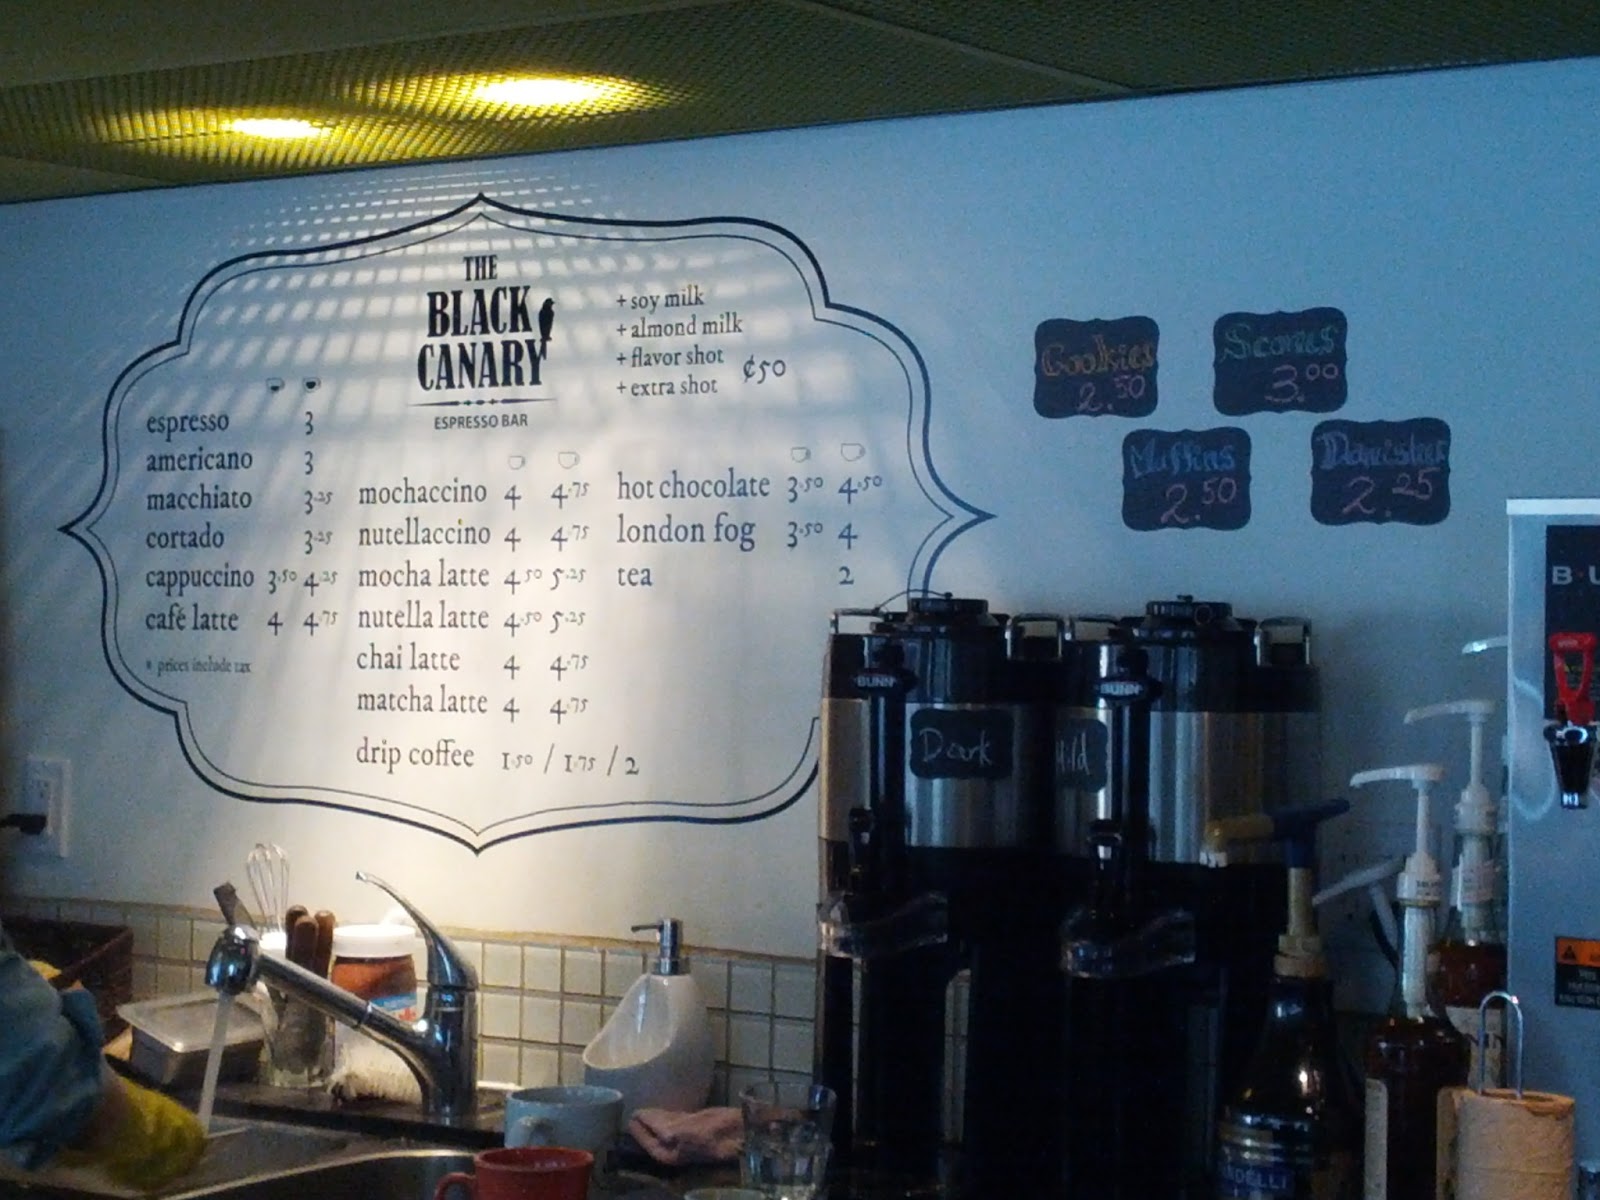 THE
BLACK
CANARY
ESPRESSO BAR
+ soy milk
+ almond milk
+ flavor shot
+ extra shot
¢50
espresso 3
americano 3
macchiato 3.25
cortado 3.25
cappuccino 3.50 4.25
café latte 4 4.75
* prices include tax
mochaccino 4 4.75
nutellaccino 4 4.75
mocha latte 4.50 5.25
nutella latte 4.50 5.25
chai latte 4 4.75
matcha latte 4 4.75
drip coffee 1.50 / 1.75 / 2
hot chocolate 3.50 4.50
london fog 3.50 4
tea 2
Cookies
2.50
Scones
3.00
Muffins
2.50
Danishes
2.25
BUNN
BUNN
Dark
Mild
B·U